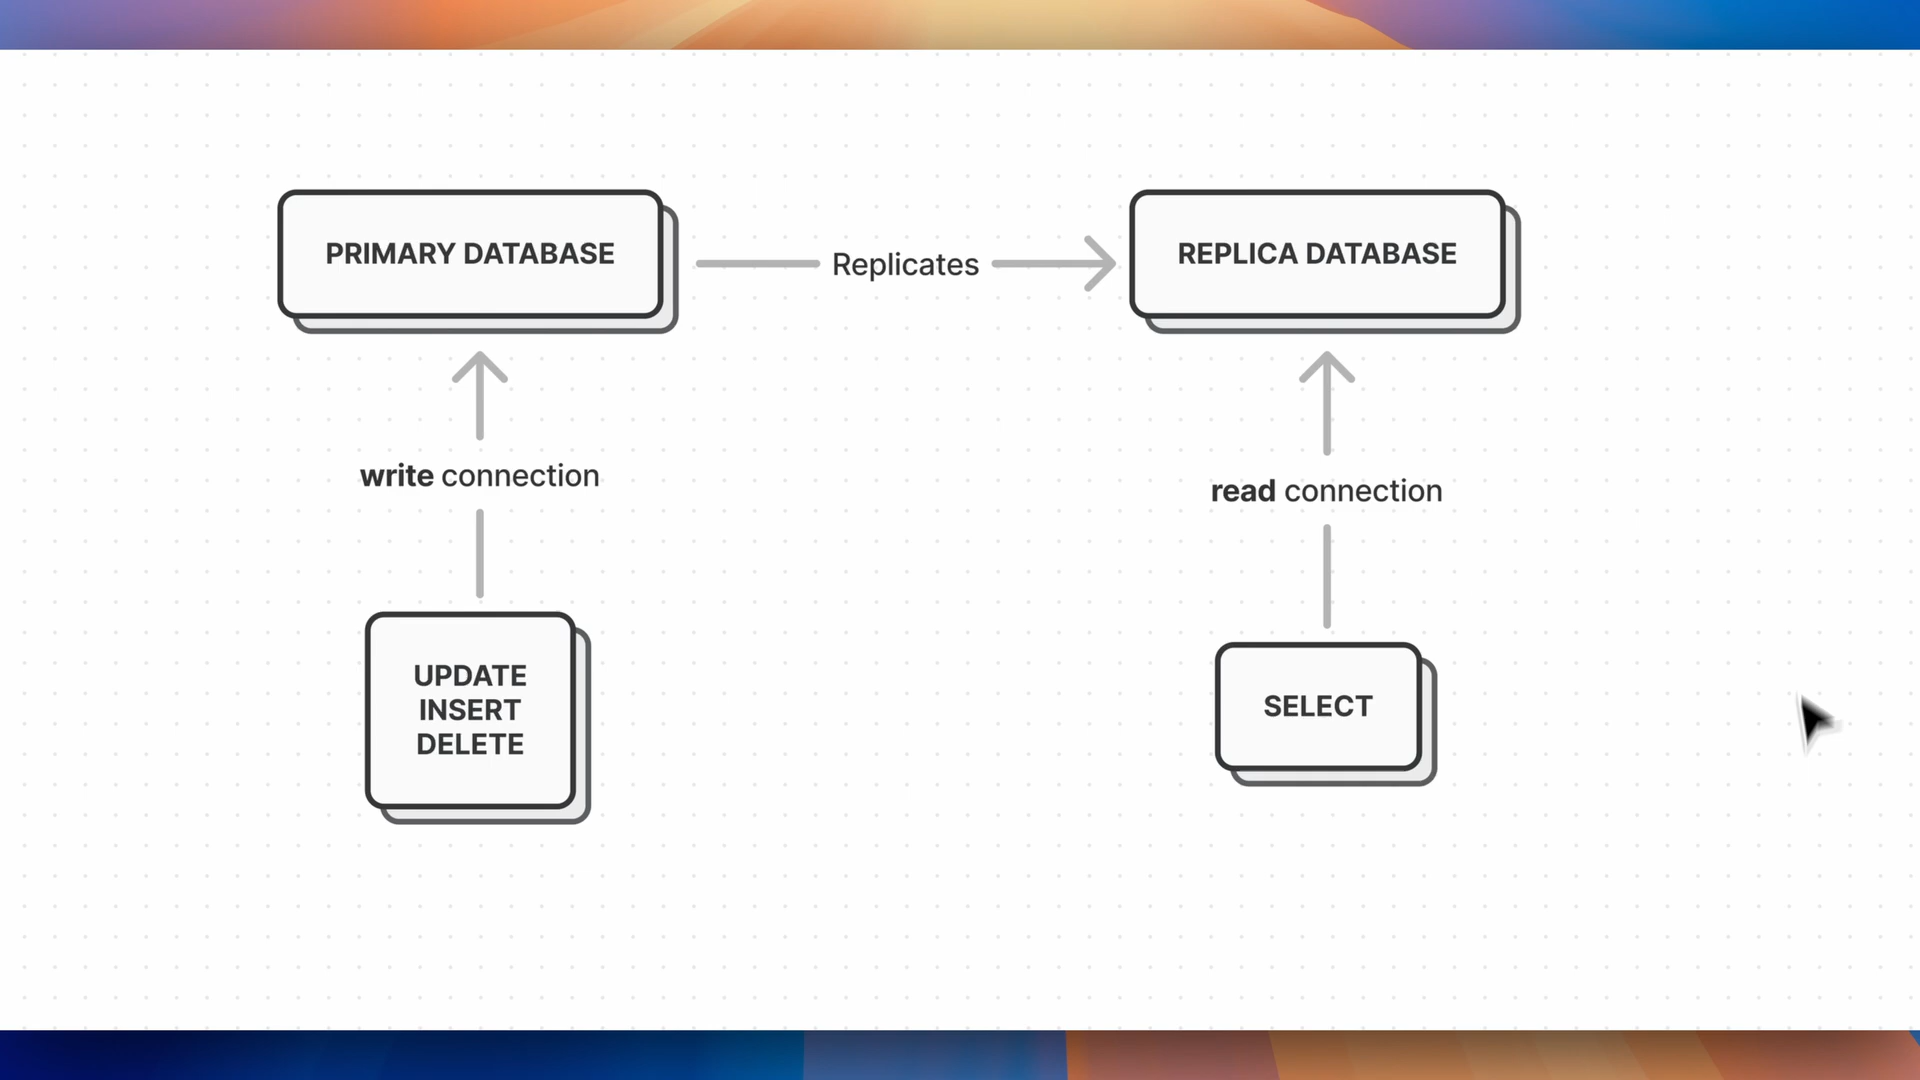 PRIMARY DATABASE
Replicates
REPLICA DATABASE
write connection
read connection
UPDATE
INSERT
DELETE
SELECT